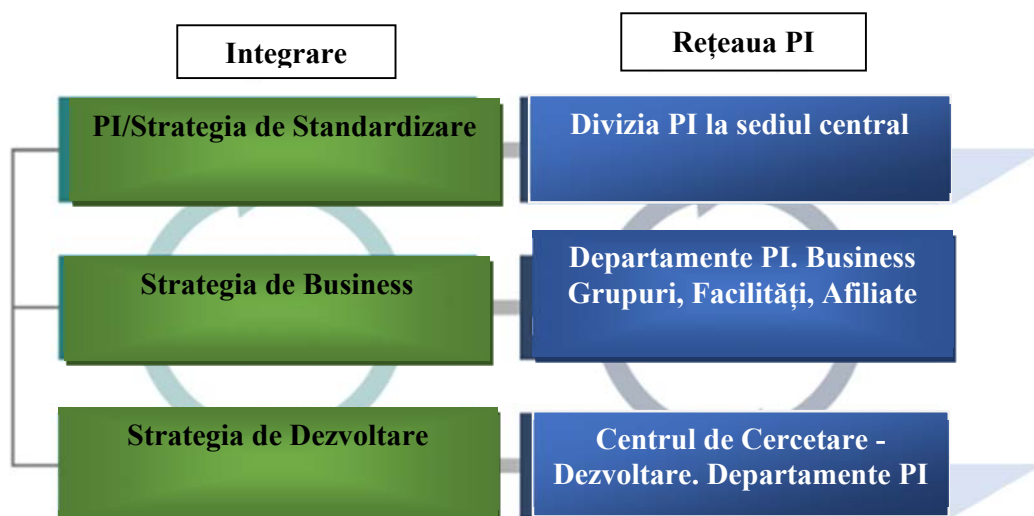 Integrare
Rețeaua PI
PI/Strategia de Standardizare
Divizia PI la sediul central
Strategia de Business
Departamente PI. Business
Grupuri, Facilități, Afiliate
Strategia de Dezvoltare
Centrul de Cercetare -
Dezvoltare. Departamente PI